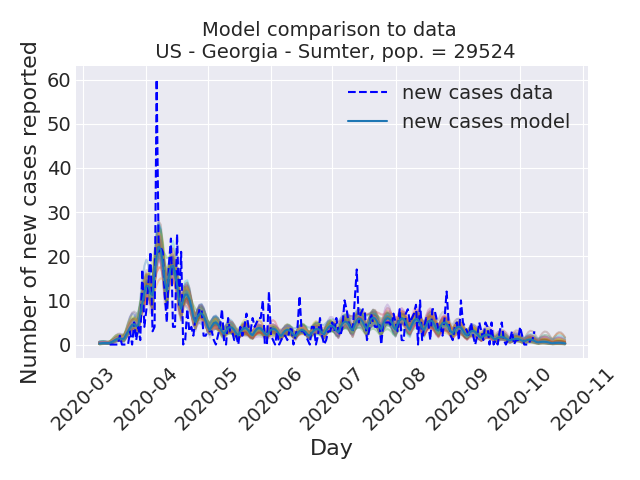 Model comparison to data
US - Georgia - Sumter, pop. = 29524
Number of new cases reported
60
50
40
30
20
10
0
new cases data
new cases model
2020-03
2020-04
2020-05
2020-06
2020-07
2020-08
2020-09
2020-10
2020-11
Day